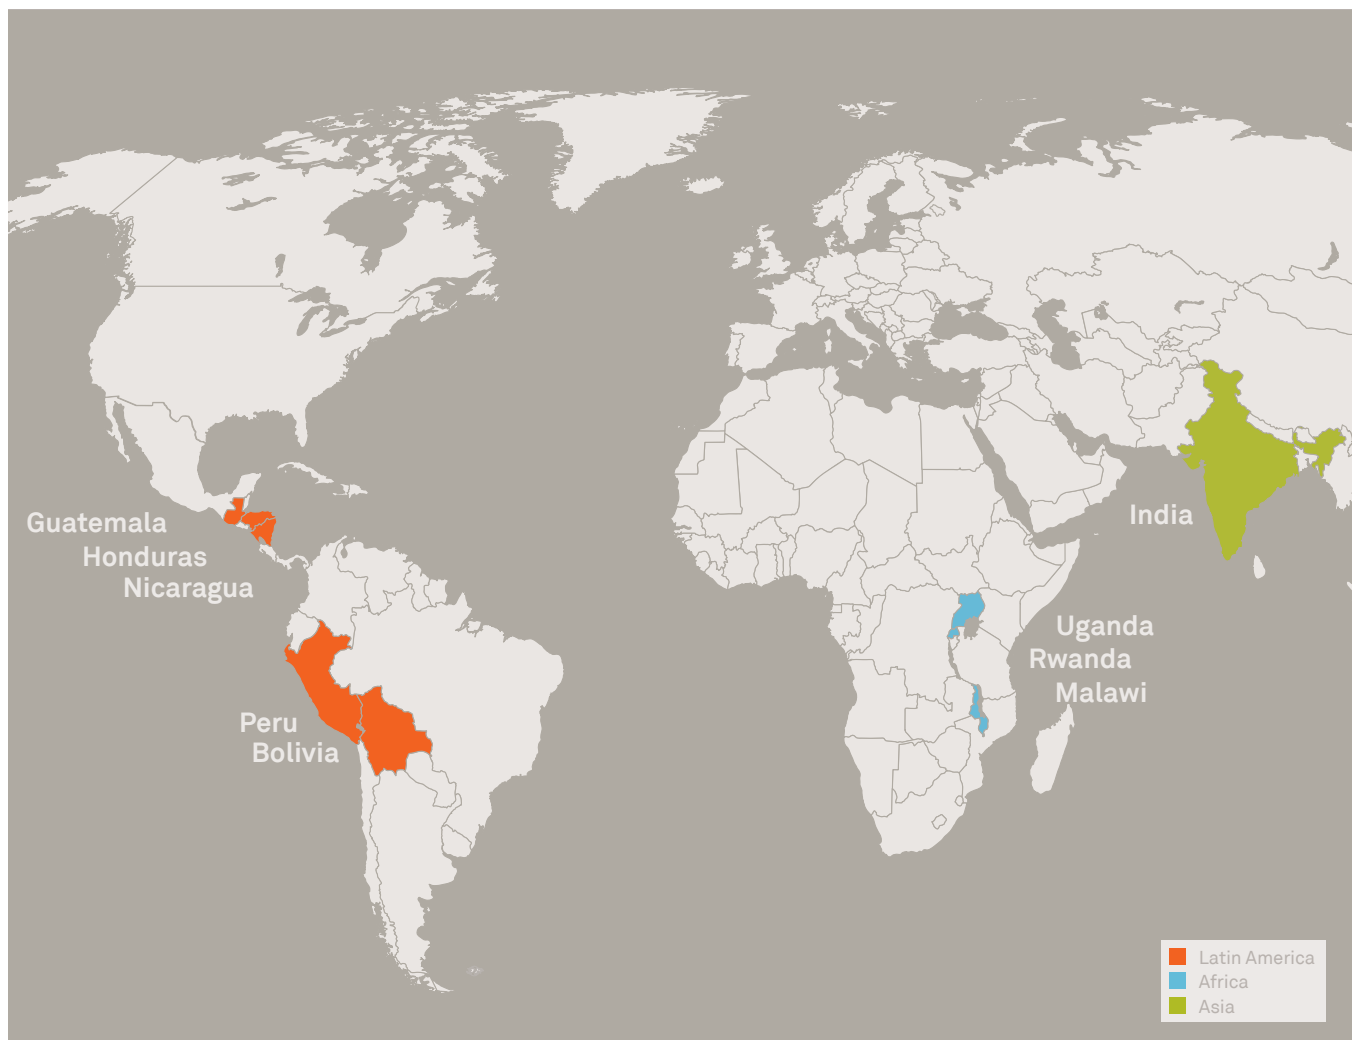 Guatemala
Honduras
Nicaragua
Peru
Bolivia
India
Uganda
Rwanda
Malawi
Latin America
Africa
Asia